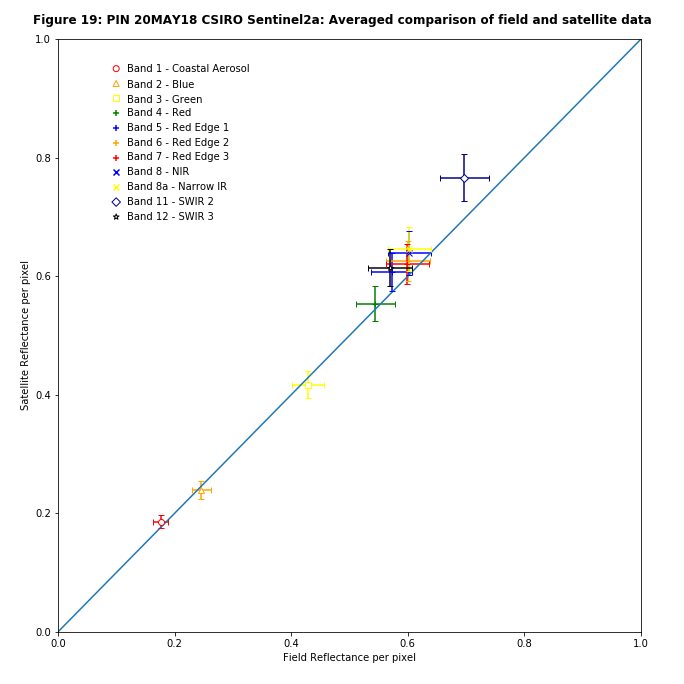 Figure 19: PIN 20MAY18 CSIRO Sentinel2a: Averaged comparison of field and satellite data
1.0
0.8
0.6
0.4
0.2
0.0
Satellite Reflectance per pixel
Band 1 - Coastal Aerosol
Band 2 - Blue
Band 3 - Green
Band 4 - Red
Band 5 - Red Edge 1
Band 6 - Red Edge 2
Band 7 - Red Edge 3
Band 8 - NIR
Band 8a - Narrow IR
Band 11 - SWIR 2
Band 12 - SWIR 3
0.0 0.2 0.4 0.6 0.8 1.0
Field Reflectance per pixel